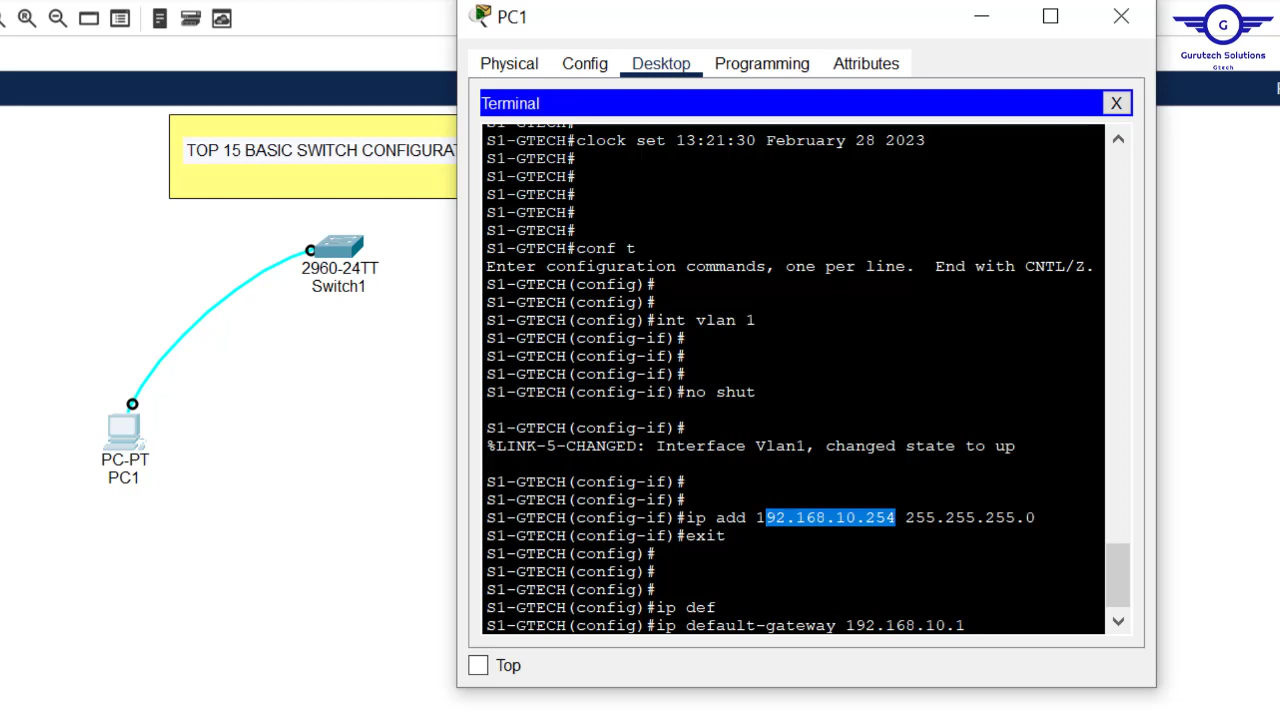 PC1
G
Gurutech Solutions
Gtech
Physical Config Desktop Programming Attributes
Terminal X
S1-GTECH#
S1-GTECH#clock set 13:21:30 February 28 2023
S1-GTECH#
S1-GTECH#
S1-GTECH#
S1-GTECH#
S1-GTECH#
S1-GTECH#conf t
Enter configuration commands, one per line. End with CNTL/Z.
S1-GTECH(config)#
S1-GTECH(config)#
S1-GTECH(config)#int vlan 1
S1-GTECH(config-if)#
S1-GTECH(config-if)#
S1-GTECH(config-if)#
S1-GTECH(config-if)#no shut
S1-GTECH(config-if)#
%LINK-5-CHANGED: Interface Vlan1, changed state to up
S1-GTECH(config-if)#
S1-GTECH(config-if)#
S1-GTECH(config-if)#ip add 192.168.10.254 255.255.255.0
S1-GTECH(config-if)#exit
S1-GTECH(config)#
S1-GTECH(config)#
S1-GTECH(config)#
S1-GTECH(config)#ip def
S1-GTECH(config)#ip default-gateway 192.168.10.1
Top
TOP 15 BASIC SWITCH CONFIGURAT
2960-24TT
Switch1
PC-PT
PC1